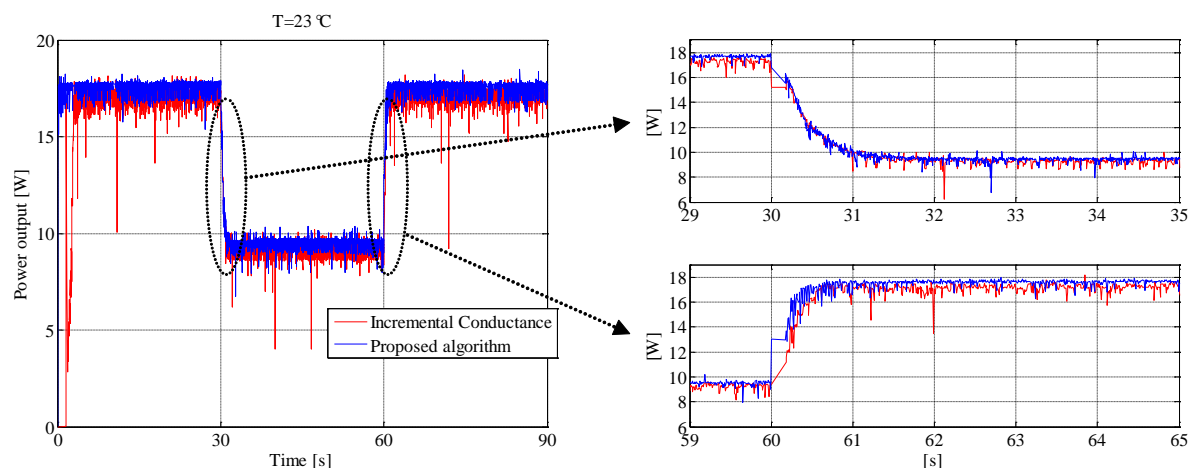 T=23 °C
20
15
10
5
0
Power output [W]
0 30 60 90
Time [s]
Incremental Conductance
Proposed algorithm
18
16
14
12
10
8
6
[W]
29 30 31 32 33 34 35
18
16
14
12
10
8
6
[W]
59 60 61 62 63 64 65
[s]